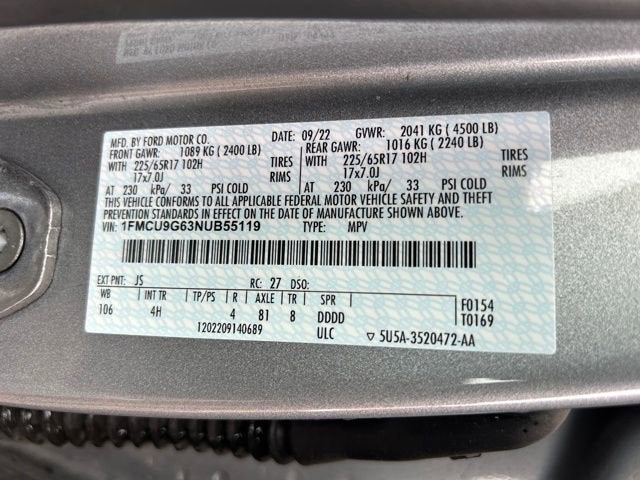 MFD. BY FORD MOTOR CO. 09/22 GVWR: 2041 KG ( 4500 LB)
FRONT GAWR: 1089 KG ( 2400 LB) REAR GAWR: 1016 KG ( 2240 LB)
WITH 225/65R17 102H TIRES WITH 225/65R17 102H TIRES
17x7.0J RIMS 17x7.0J RIMS
AT 230 kPa/ 33 PSI COLD AT 230 kPa/ 33 PSI COLD
THIS VEHICLE CONFORMS TO ALL APPLICABLE FEDERAL MOTOR VEHICLE SAFETY AND THEFT
PREVENTION STANDARDS IN EFFECT ON THE DATE OF MANUFACTURE SHOWN ABOVE.
VIN: 1FMCU9G63NUB55119 TYPE: MPV
EXT PNT: JS RC: 27 DSO:
WB INT TR TP/PS R AXLE TR SPR F0154
106 4H 4 81 8 DDDD T0169
1202209140689 ULC ▽ 5U5A-3520472-AA